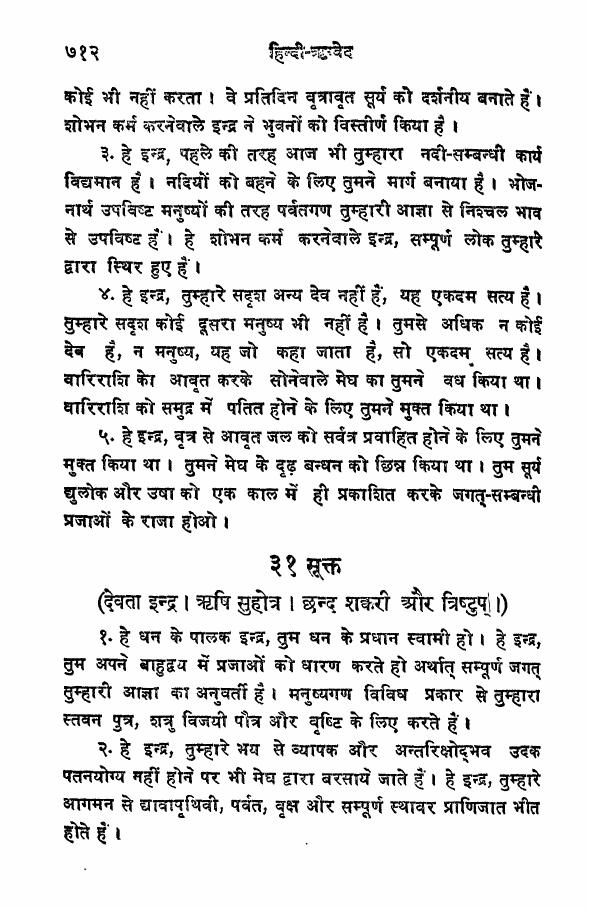 ७१२ हिन्दी-ऋग्वेद
कोई भी नहीं करता । वे प्रतिदिन वृत्रावृत सूर्य को दर्शनीय बनाते हैं ।
शोभन कर्म करनेवाले इन्द्र ने भुवनों को विस्तीर्ण किया है ।
३. हे इन्द्र, पहले की तरह आज भी तुम्हारा नदी-सम्बन्धी कार्य
विद्यमान है । नदियों को बहने के लिए तुमने मार्ग बनाया है । भोज-
नार्थ उपविष्ट मनुष्यों की तरह पर्वतगण तुम्हारी आज्ञा से निश्चल भाव
से उपविष्ट हैं । हे शोभन कर्म करनेवाले इन्द्र, सम्पूर्ण लोक तुम्हारे
द्वारा स्थिर हुए हैं ।
४. हे इन्द्र, तुम्हारे सदृश अन्य देव नहीं हैं, यह एकदम सत्य है ।
तुम्हारे सदृश कोई दूसरा मनुष्य भी नहीं है । तुमसे अधिक न कोई
देव है, न मनुष्य, यह जो कहा जाता है, सो एकदम सत्य है ।
वारिराशि को आवृत करके सोनेवाले मेघ का तुमने वध किया था ।
वारिराशि को समुद्र में पतित होने के लिए तुमने मुक्त किया था ।
५. हे इन्द्र, वृत्र से आवृत जल को सर्वत्र प्रवाहित होने के लिए तुमने
मुक्त किया था । तुमने मेघ के दृढ़ बन्धन को छिन्न किया था । तुम सूर्य
द्युलोक और उषा को एक काल में ही प्रकाशित करके जगत्-सम्बन्धी
प्रजाओं के राजा होओ ।
३१ सूक्त
(देवता इन्द्र । ऋषि सुहोत्र । छन्द शक्वरी और त्रिष्टुप् ।)
१. हे धन के पालक इन्द्र, तुम धन के प्रधान स्वामी हो । हे इन्द्र,
तुम अपने बाहुद्वय में प्रजाओं को धारण करते हो अर्थात् सम्पूर्ण जगत्
तुम्हारी आज्ञा का अनुवर्ती है । मनुष्यगण विविध प्रकार से तुम्हारा
स्तवन पुत्र, शत्रु विजयी पौत्र और वृष्टि के लिए करते हैं ।
२. हे इन्द्र, तुम्हारे भय से व्यापक और अन्तरिक्षोद्भव उदक
पतनयोग्य नहीं होने पर भी मेघ द्वारा बरसाये जाते हैं । हे इन्द्र, तुम्हारे
आगमन से द्यावापृथिवी, पर्वत, वृक्ष और सम्पूर्ण स्थावर प्राणिजात भीत
होते हैं ।